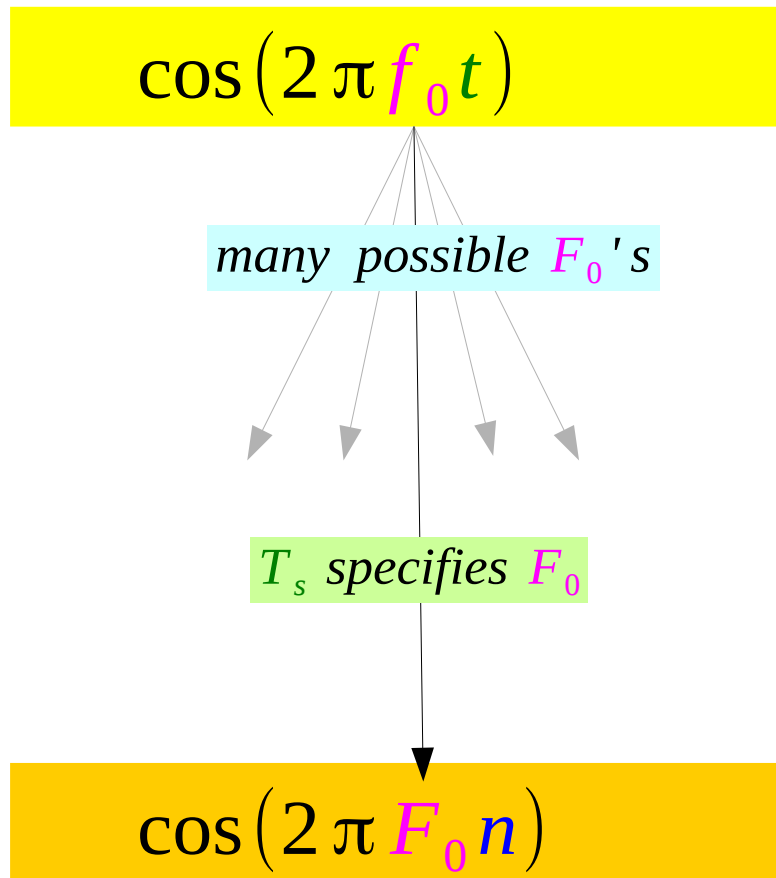 cos(2πf₀t)
many possible F₀'s
Tₛ specifies F₀
cos(2πF₀n)